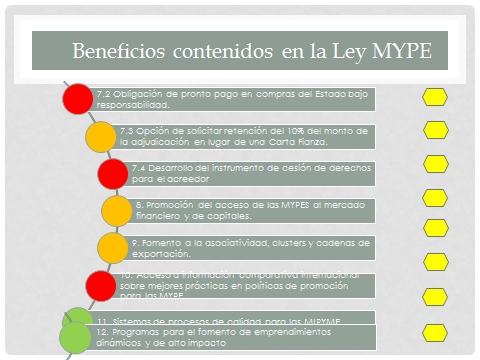 Beneficios contenidos en la Ley MYPE
7.2 Obligación de pronto pago en compras del Estado bajo
responsabilidad.
7.3 Opción de solicitar retención del 10% del monto de
la adjudicación en lugar de una Carta Fianza.
7.4 Desarrollo del instrumento de cesión de derechos
para el acreedor
8. Promoción del acceso de las MYPES al mercado
financiero y de capitales.
9. Fomento a la asociatividad, clusters y cadenas de
exportación.
10. Acceso a información comparativa internacional
sobre mejores prácticas en políticas de promoción
para las MYPE
11. Sistemas de procesos de calidad para las MIPYME
12. Programas para el fomento de emprendimientos
dinámicos y de alto impacto